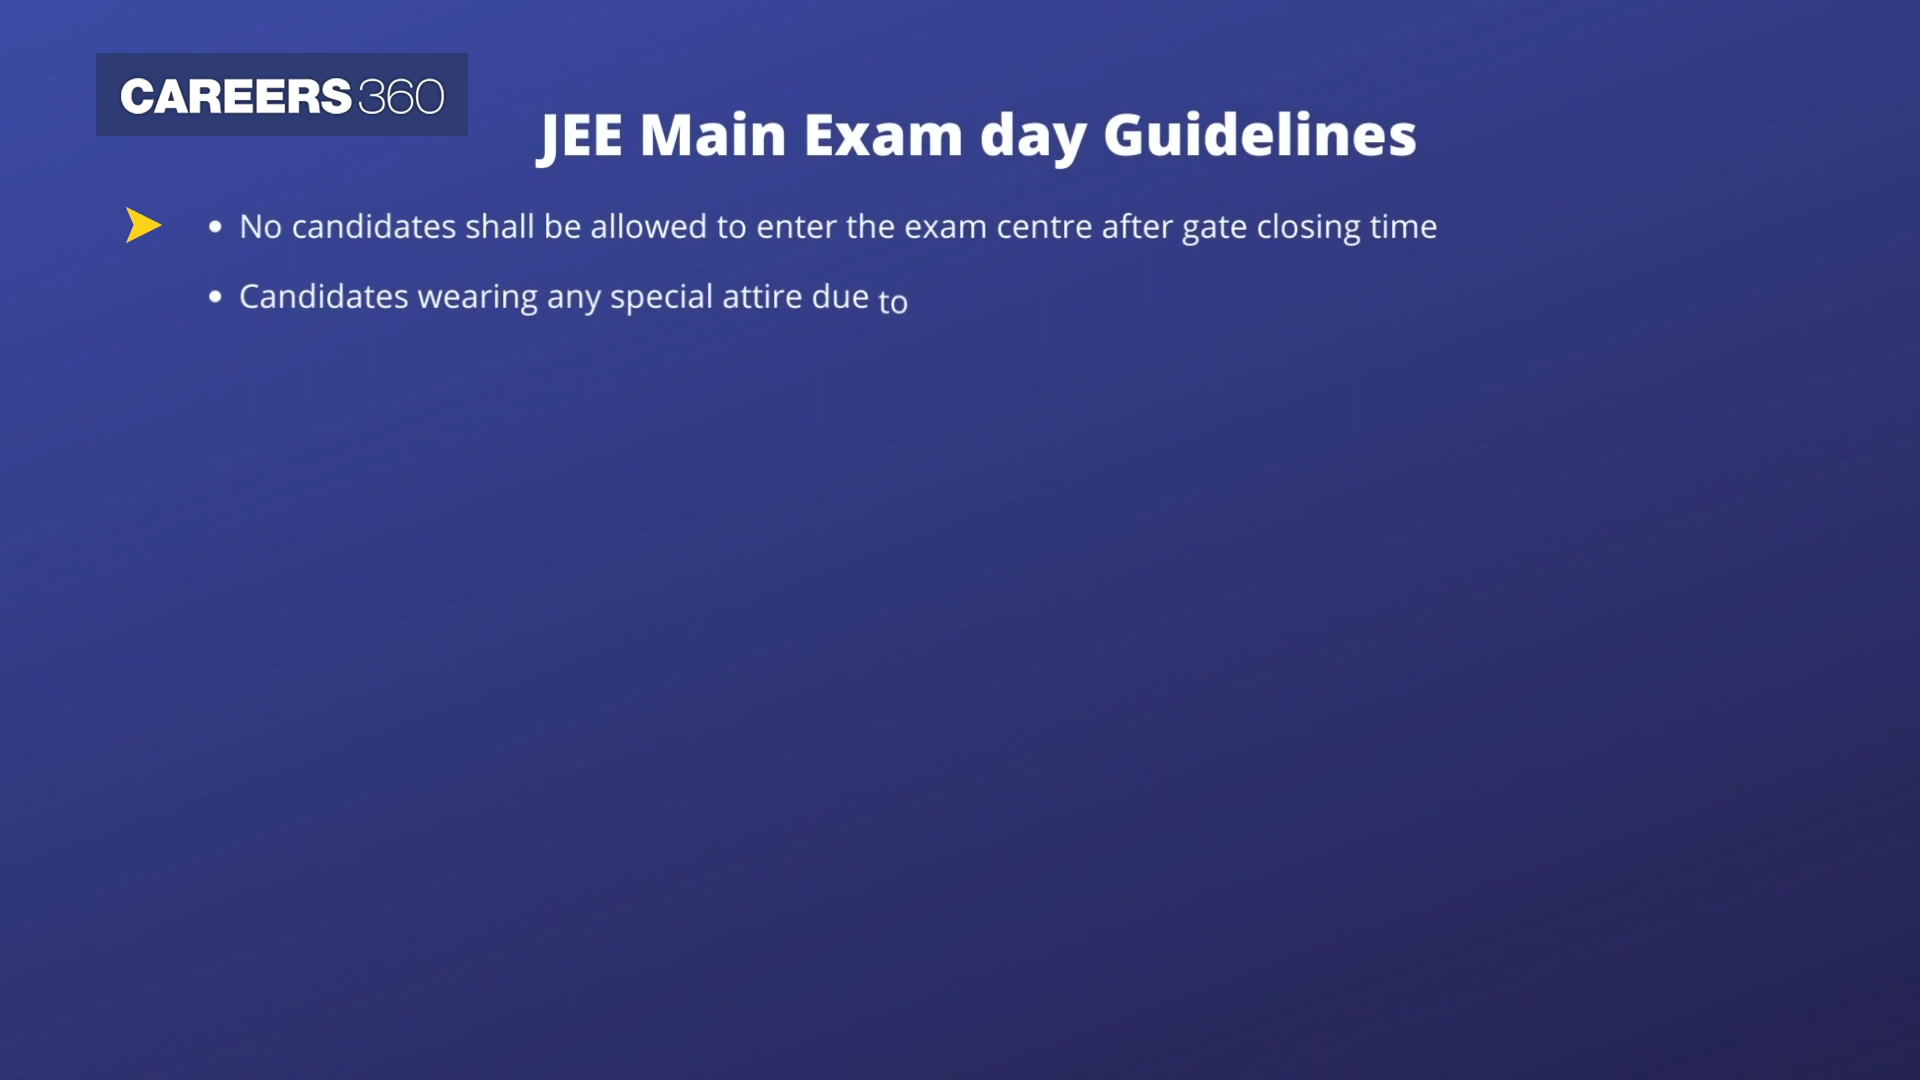 CAREERS360
JEE Main Exam day Guidelines
• No candidates shall be allowed to enter the exam centre after gate closing time
• Candidates wearing any special attire due to